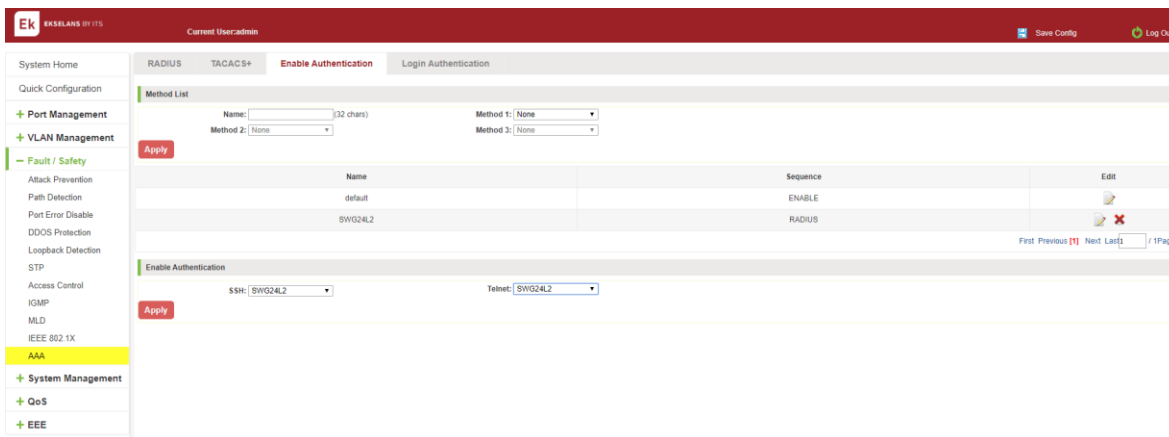 Ek EKSELANS BY ITS
Current User:admin
Save Config
Log Ou
System Home
Quick Configuration
+ Port Management
+ VLAN Management
− Fault / Safety
Attack Prevention
Path Detection
Port Error Disable
DDOS Protection
Loopback Detection
STP
Access Control
IGMP
MLD
IEEE 802.1X
AAA
+ System Management
+ QoS
+ EEE
RADIUS TACACS+ Enable Authentication Login Authentication
Method List
Name: (32 chars) Method 1: None
Method 2: None Method 3: None
Apply
Name Sequence Edit
default ENABLE
SWG24L2 RADIUS
First Previous [1] Next Last 1 / 1Pag
Enable Authentication
SSH: SWG24L2 Telnet: SWG24L2
Apply